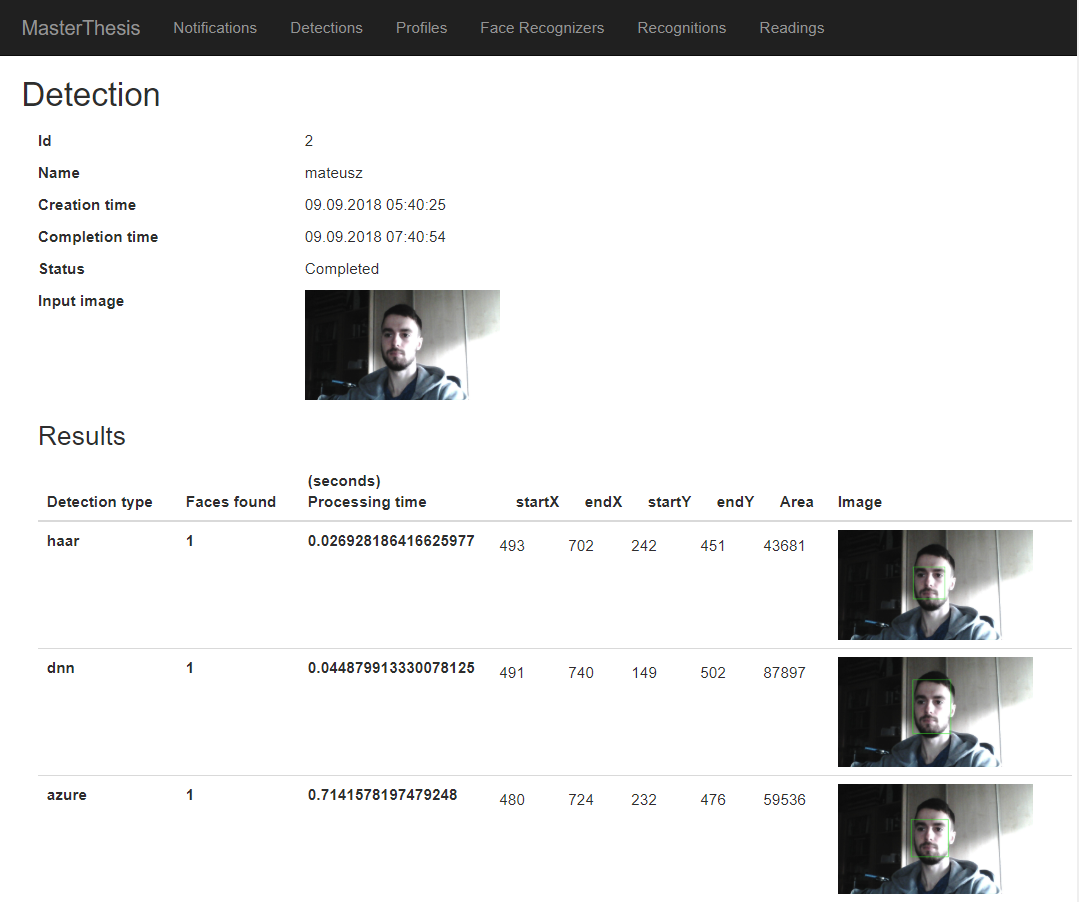 MasterThesis Notifications Detections Profiles Face Recognizers Recognitions Readings
Detection
Id 2
Name mateusz
Creation time 09.09.2018 05:40:25
Completion time 09.09.2018 07:40:54
Status Completed
Input image
Results
(seconds)
Detection type Faces found Processing time startX endX startY endY Area Image
haar 1 0.026928186416625977 493 702 242 451 43681
dnn 1 0.044879913330078125 491 740 149 502 87897
azure 1 0.7141578197479248 480 724 232 476 59536